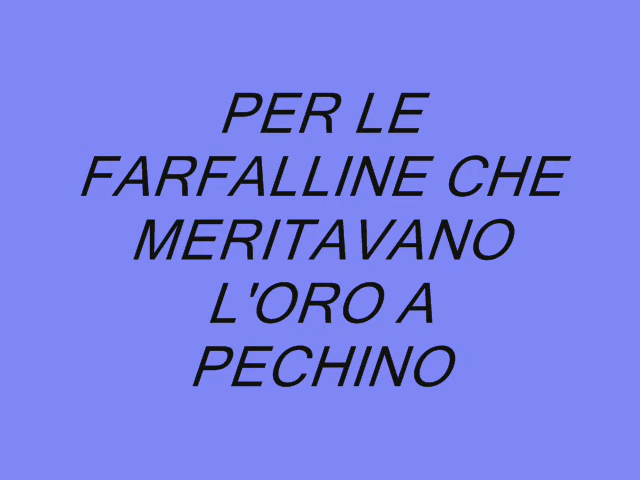 PER LE
FARFALLINE CHE
MERITAVANO
L'ORO A
PECHINO